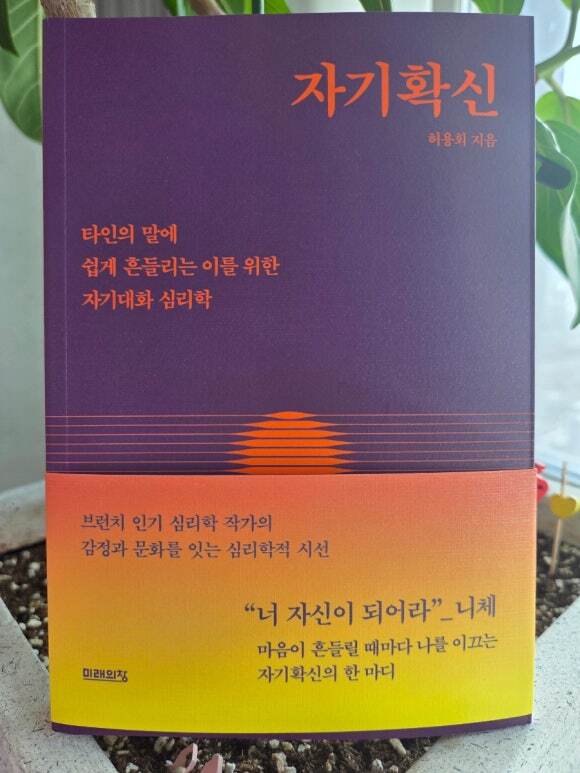 자기확신
허용회 지음
타인의 말에
쉽게 흔들리는 이를 위한
자기대화 심리학
브런치 인기 심리학 작가의
감정과 문화를 잇는 심리학적 시선
“너 자신이 되어라”_니체
마음이 흔들릴 때마다 나를 이끄는
자기확신의 한 마디
미래의창